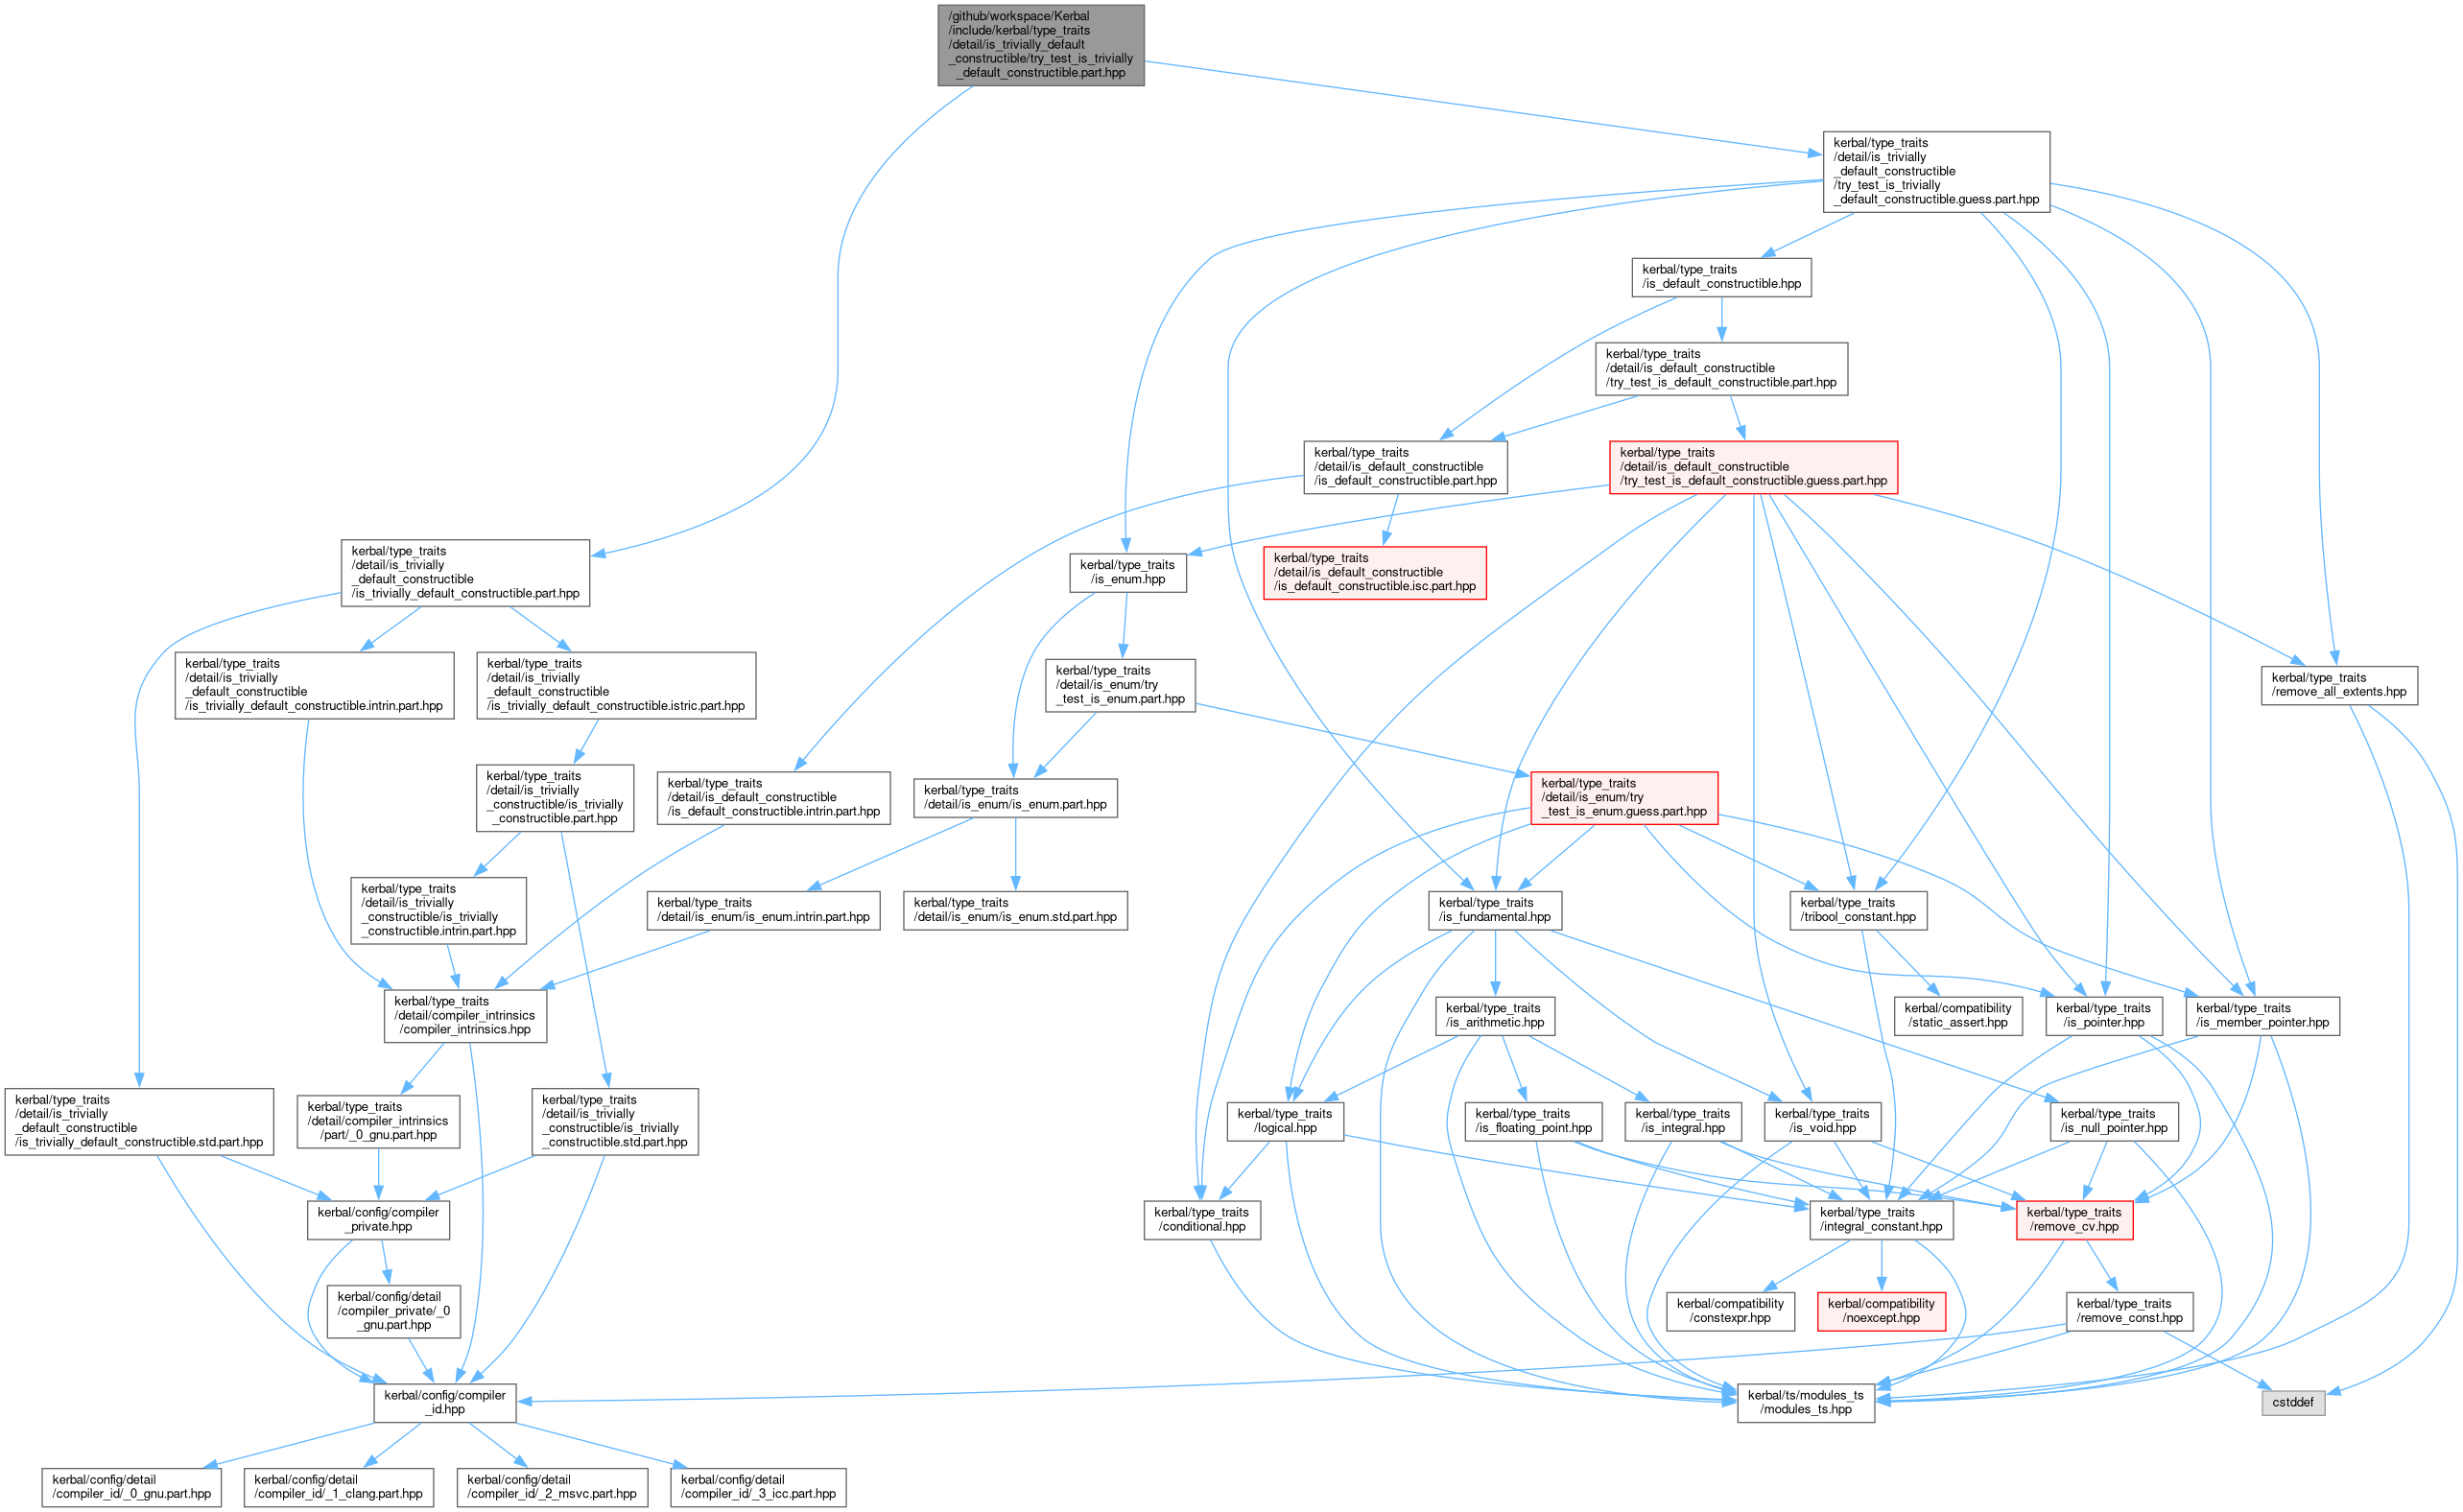 /github/workspace/Kerbal
/include/kerbal/type_traits
/detail/is_trivially_default
_constructible/try_test_is_trivially
_default_constructible.part.hpp
kerbal/type_traits
/detail/is_trivially
_default_constructible
/try_test_is_trivially
_default_constructible.guess.part.hpp
kerbal/type_traits
/is_default_constructible.hpp
kerbal/type_traits
/detail/is_default_constructible
/try_test_is_default_constructible.part.hpp
kerbal/type_traits
/detail/is_default_constructible
/is_default_constructible.part.hpp
kerbal/type_traits
/detail/is_default_constructible
/try_test_is_default_constructible.guess.part.hpp
kerbal/type_traits
/detail/is_trivially
_default_constructible
/is_trivially_default_constructible.part.hpp
kerbal/type_traits
/is_enum.hpp
kerbal/type_traits
/detail/is_default_constructible
/is_default_constructible.isc.part.hpp
kerbal/type_traits
/detail/is_trivially
_default_constructible
/is_trivially_default_constructible.intrin.part.hpp
kerbal/type_traits
/detail/is_trivially
_default_constructible
/is_trivially_default_constructible.istric.part.hpp
kerbal/type_traits
/detail/is_enum/try
_test_is_enum.part.hpp
kerbal/type_traits
/remove_all_extents.hpp
kerbal/type_traits
/detail/is_trivially
_constructible/is_trivially
_constructible.part.hpp
kerbal/type_traits
/detail/is_default_constructible
/is_default_constructible.intrin.part.hpp
kerbal/type_traits
/detail/is_enum/is_enum.part.hpp
kerbal/type_traits
/detail/is_enum/try
_test_is_enum.guess.part.hpp
kerbal/type_traits
/detail/is_trivially
_constructible/is_trivially
_constructible.intrin.part.hpp
kerbal/type_traits
/detail/is_enum/is_enum.intrin.part.hpp
kerbal/type_traits
/detail/is_enum/is_enum.std.part.hpp
kerbal/type_traits
/is_fundamental.hpp
kerbal/type_traits
/tribool_constant.hpp
kerbal/type_traits
/detail/compiler_intrinsics
/compiler_intrinsics.hpp
kerbal/type_traits
/is_arithmetic.hpp
kerbal/compatibility
/static_assert.hpp
kerbal/type_traits
/is_pointer.hpp
kerbal/type_traits
/is_member_pointer.hpp
kerbal/type_traits
/detail/is_trivially
_default_constructible
/is_trivially_default_constructible.std.part.hpp
kerbal/type_traits
/detail/compiler_intrinsics
/part/_0_gnu.part.hpp
kerbal/type_traits
/detail/is_trivially
_constructible/is_trivially
_constructible.std.part.hpp
kerbal/type_traits
/logical.hpp
kerbal/type_traits
/is_floating_point.hpp
kerbal/type_traits
/is_integral.hpp
kerbal/type_traits
/is_void.hpp
kerbal/type_traits
/is_null_pointer.hpp
kerbal/config/compiler
_private.hpp
kerbal/type_traits
/conditional.hpp
kerbal/type_traits
/integral_constant.hpp
kerbal/type_traits
/remove_cv.hpp
kerbal/config/detail
/compiler_private/_0
_gnu.part.hpp
kerbal/compatibility
/constexpr.hpp
kerbal/compatibility
/noexcept.hpp
kerbal/type_traits
/remove_const.hpp
kerbal/config/compiler
_id.hpp
kerbal/ts/modules_ts
/modules_ts.hpp
cstddef
kerbal/config/detail
/compiler_id/_0_gnu.part.hpp
kerbal/config/detail
/compiler_id/_1_clang.part.hpp
kerbal/config/detail
/compiler_id/_2_msvc.part.hpp
kerbal/config/detail
/compiler_id/_3_icc.part.hpp